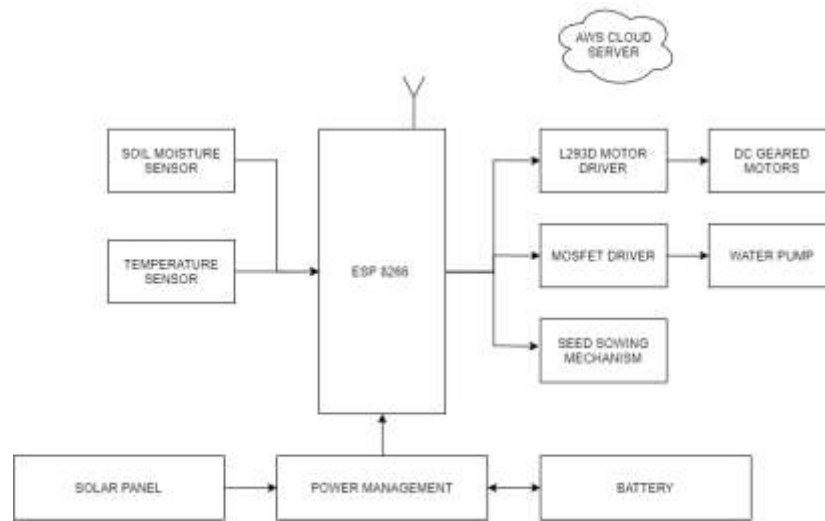 AWS CLOUD
SERVER
SOIL MOISTURE
SENSOR
L293D MOTOR
DRIVER
DC GEARED
MOTORS
TEMPERATURE
SENSOR
ESP 8266
MOSFET DRIVER
WATER PUMP
SEED SOWING
MECHANISM
SOLAR PANEL
POWER MANAGEMENT
BATTERY